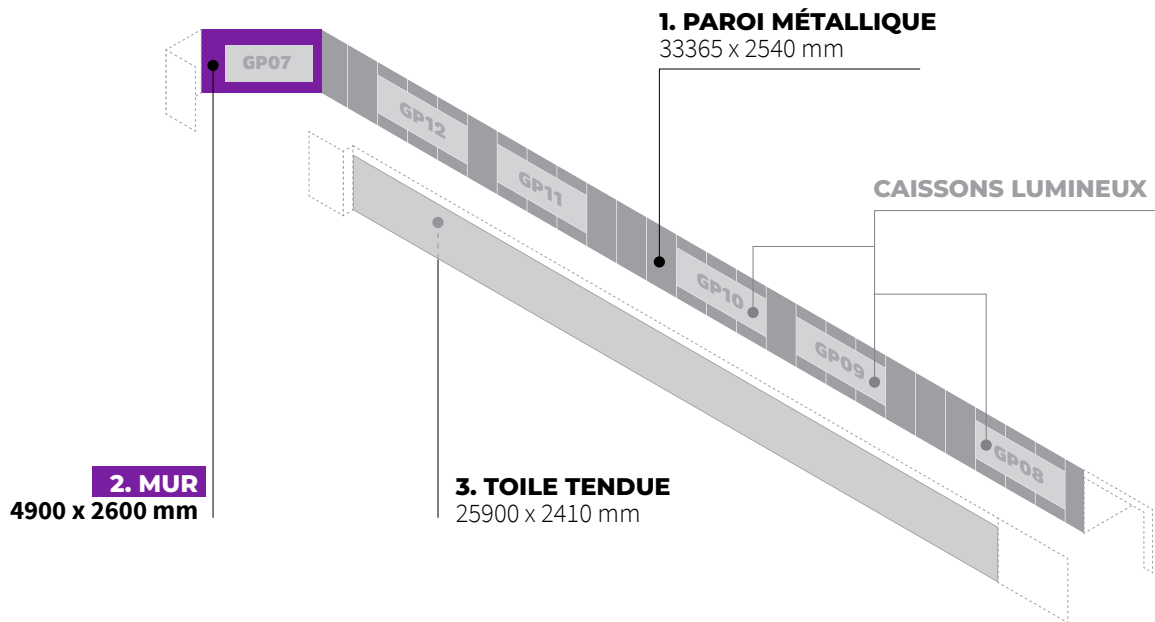 1. PAROI MÉTALLIQUE
33365 x 2540 mm
GP07
GP12
GP11
CAISSONS LUMINEUX
GP10
GP09
GP08
2. MUR
4900 x 2600 mm
3. TOILE TENDUE
25900 x 2410 mm